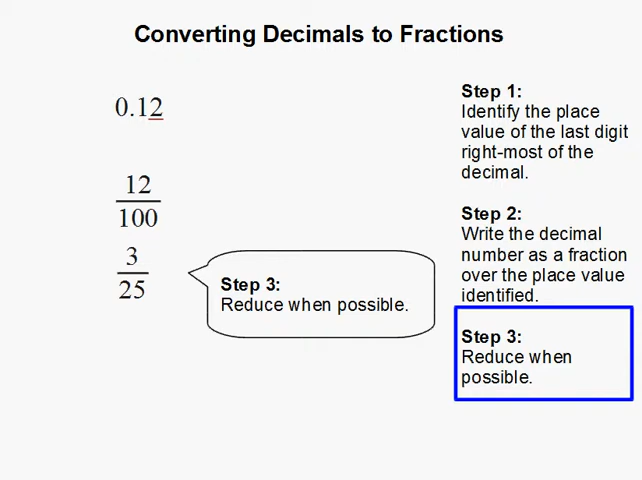 Converting Decimals to Fractions
0.12
12
100
3
25
Step 3:
Reduce when possible.
Step 1:
Identify the place
value of the last digit
right-most of the
decimal.
Step 2:
Write the decimal
number as a fraction
over the place value
identified.
Step 3:
Reduce when
possible.